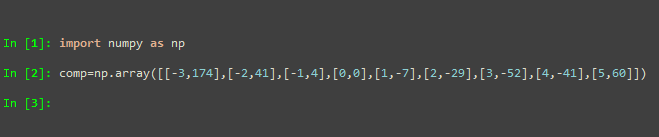 In [1]: import numpy as np
In [2]: comp=np.array([[-3,174],[-2,41],[-1,4],[0,0],[1,-7],[2,-29],[3,-52],[4,-41],[5,60]])
In [3]: